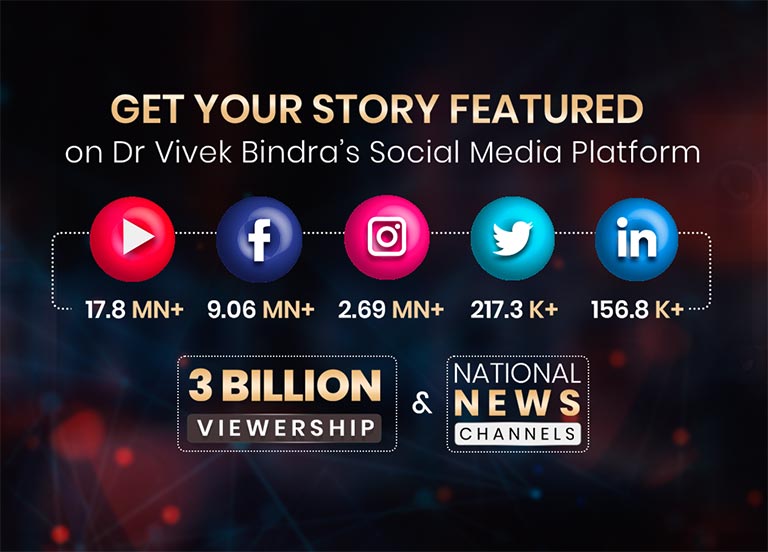 GET YOUR STORY FEATURED
on Dr Vivek Bindra's Social Media Platform
17.8 MN+ 9.06 MN+ 2.69 MN+ 217.3 K+ 156.8 K+
3 BILLION
VIEWERSHIP
&
NATIONAL
NEWS
CHANNELS